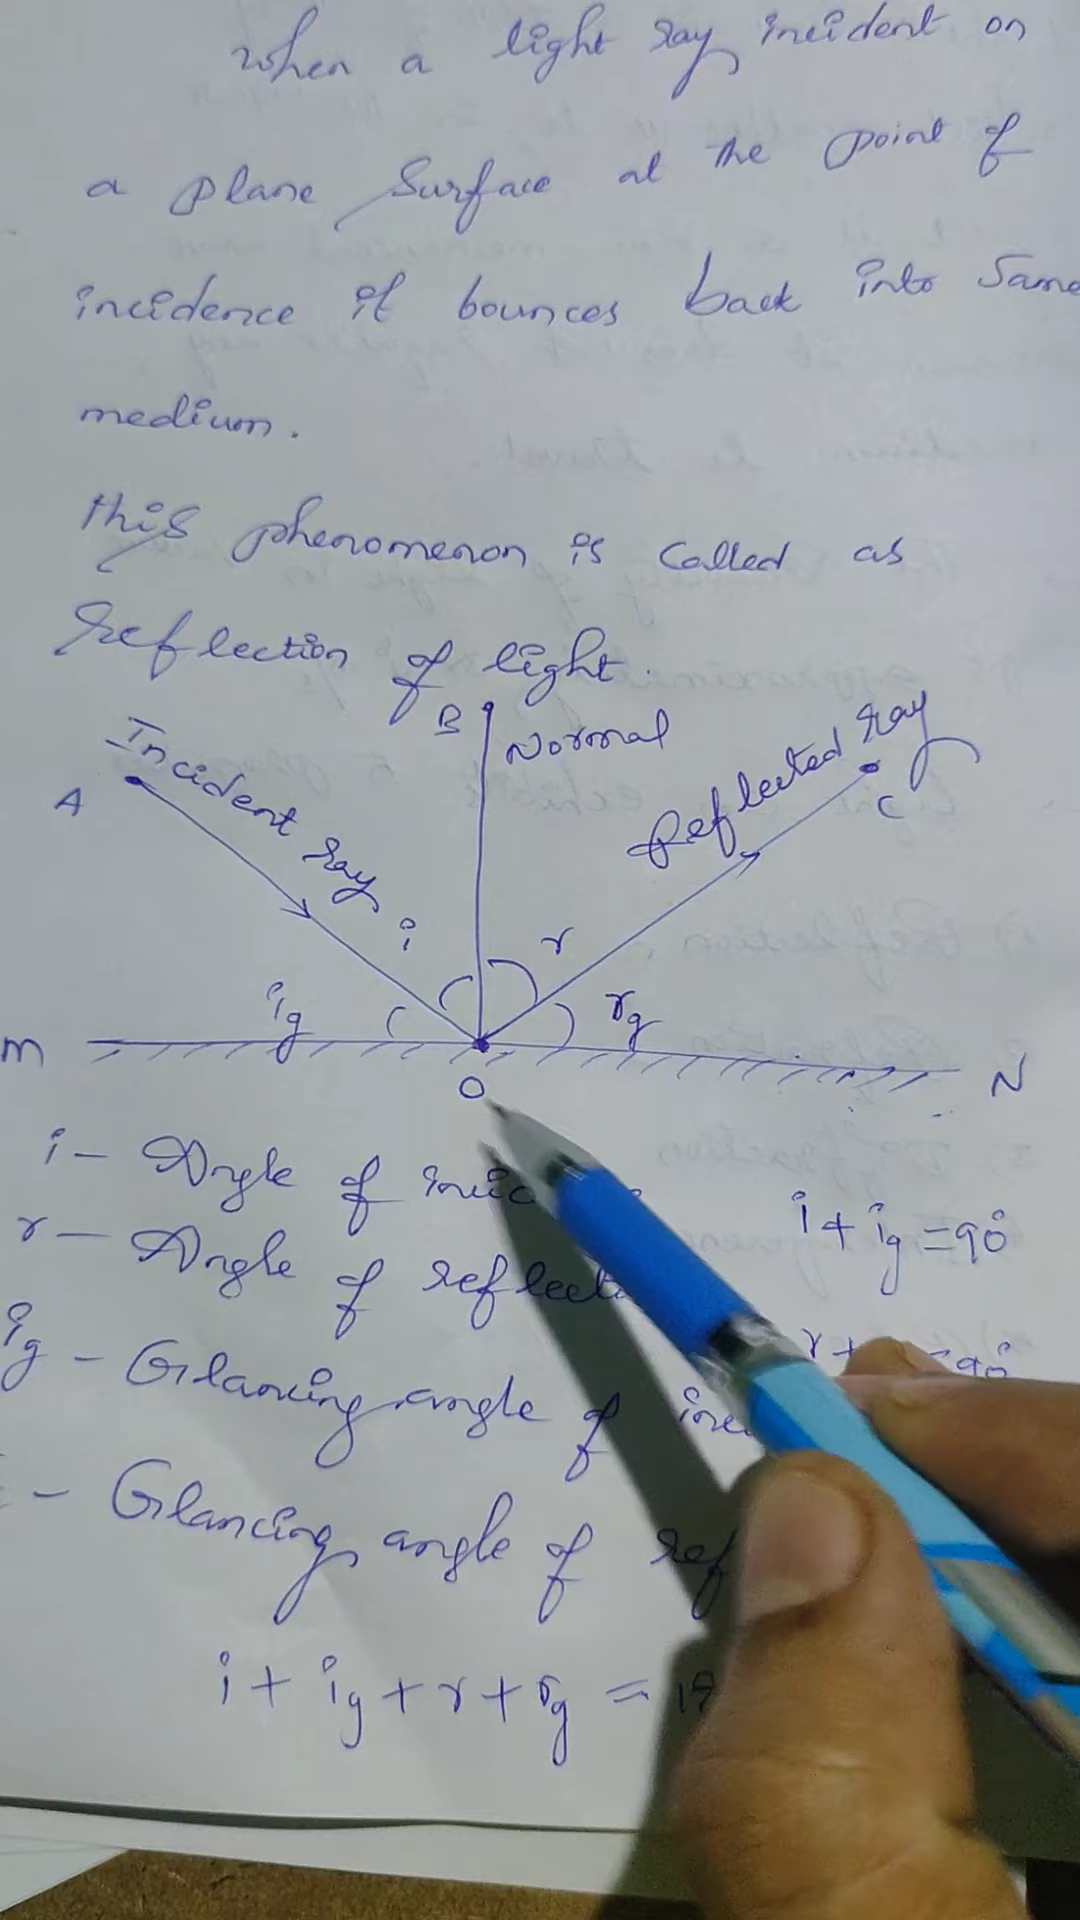 when a light ray incident on
a plane Surface at the point of
incidence it bounces back into Same
medium.
this phenomenon is called as
Reflection of light.
B Normal
Incident ray
Reflected ray
A
C
i r
ig rg
M N
O
i - Angle of
r - Angle of
ig - Glancing angle of
- Glancing angle of
i + ig = 90°
i + ig + r + rg =